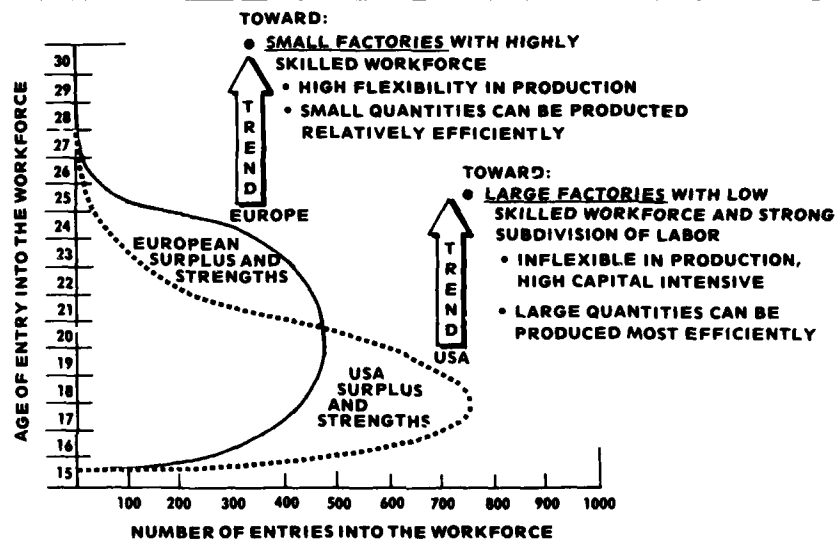 TOWARD:
● SMALL FACTORIES WITH HIGHLY
SKILLED WORKFORCE
• HIGH FLEXIBILITY IN PRODUCTION
• SMALL QUANTITIES CAN BE PRODUCTED
RELATIVELY EFFICIENTLY
TREND
EUROPE
TOWARD:
● LARGE FACTORIES WITH LOW
SKILLED WORKFORCE AND STRONG
SUBDIVISION OF LABOR
• INFLEXIBLE IN PRODUCTION,
HIGH CAPITAL INTENSIVE
• LARGE QUANTITIES CAN BE
PRODUCED MOST EFFICIENTLY
TREND
USA
EUROPEAN
SURPLUS AND
STRENGTHS
USA
SURPLUS
AND
STRENGTHS
AGE OF ENTRY INTO THE WORKFORCE
30
29
28
27
26
25
24
23
22
21
20
19
18
17
16
15
100 200 300 400 500 600 700 800 900 1000
NUMBER OF ENTRIES INTO THE WORKFORCE